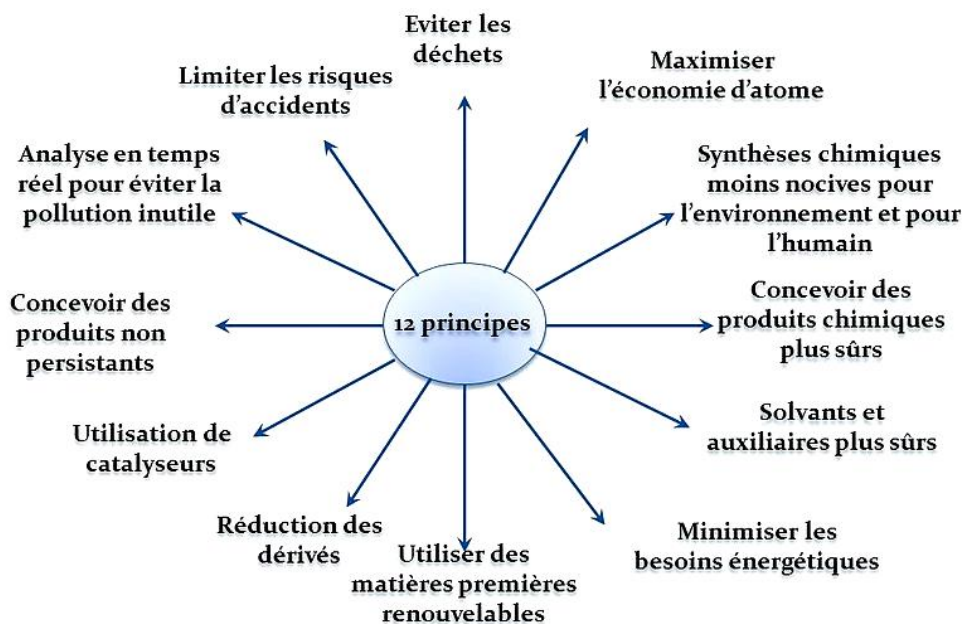 Eviter les
déchets
Maximiser
l'économie d'atome
Synthèses chimiques
moins nocives pour
l'environnement et pour
l'humain
Concevoir des
produits chimiques
plus sûrs
Solvants et
auxiliaires plus sûrs
Minimiser les
besoins énergétiques
Utiliser des
matières premières
renouvelables
Réduction des
dérivés
Utilisation de
catalyseurs
Concevoir des
produits non
persistants
Analyse en temps
réel pour éviter la
pollution inutile
Limiter les risques
d'accidents
12 principes